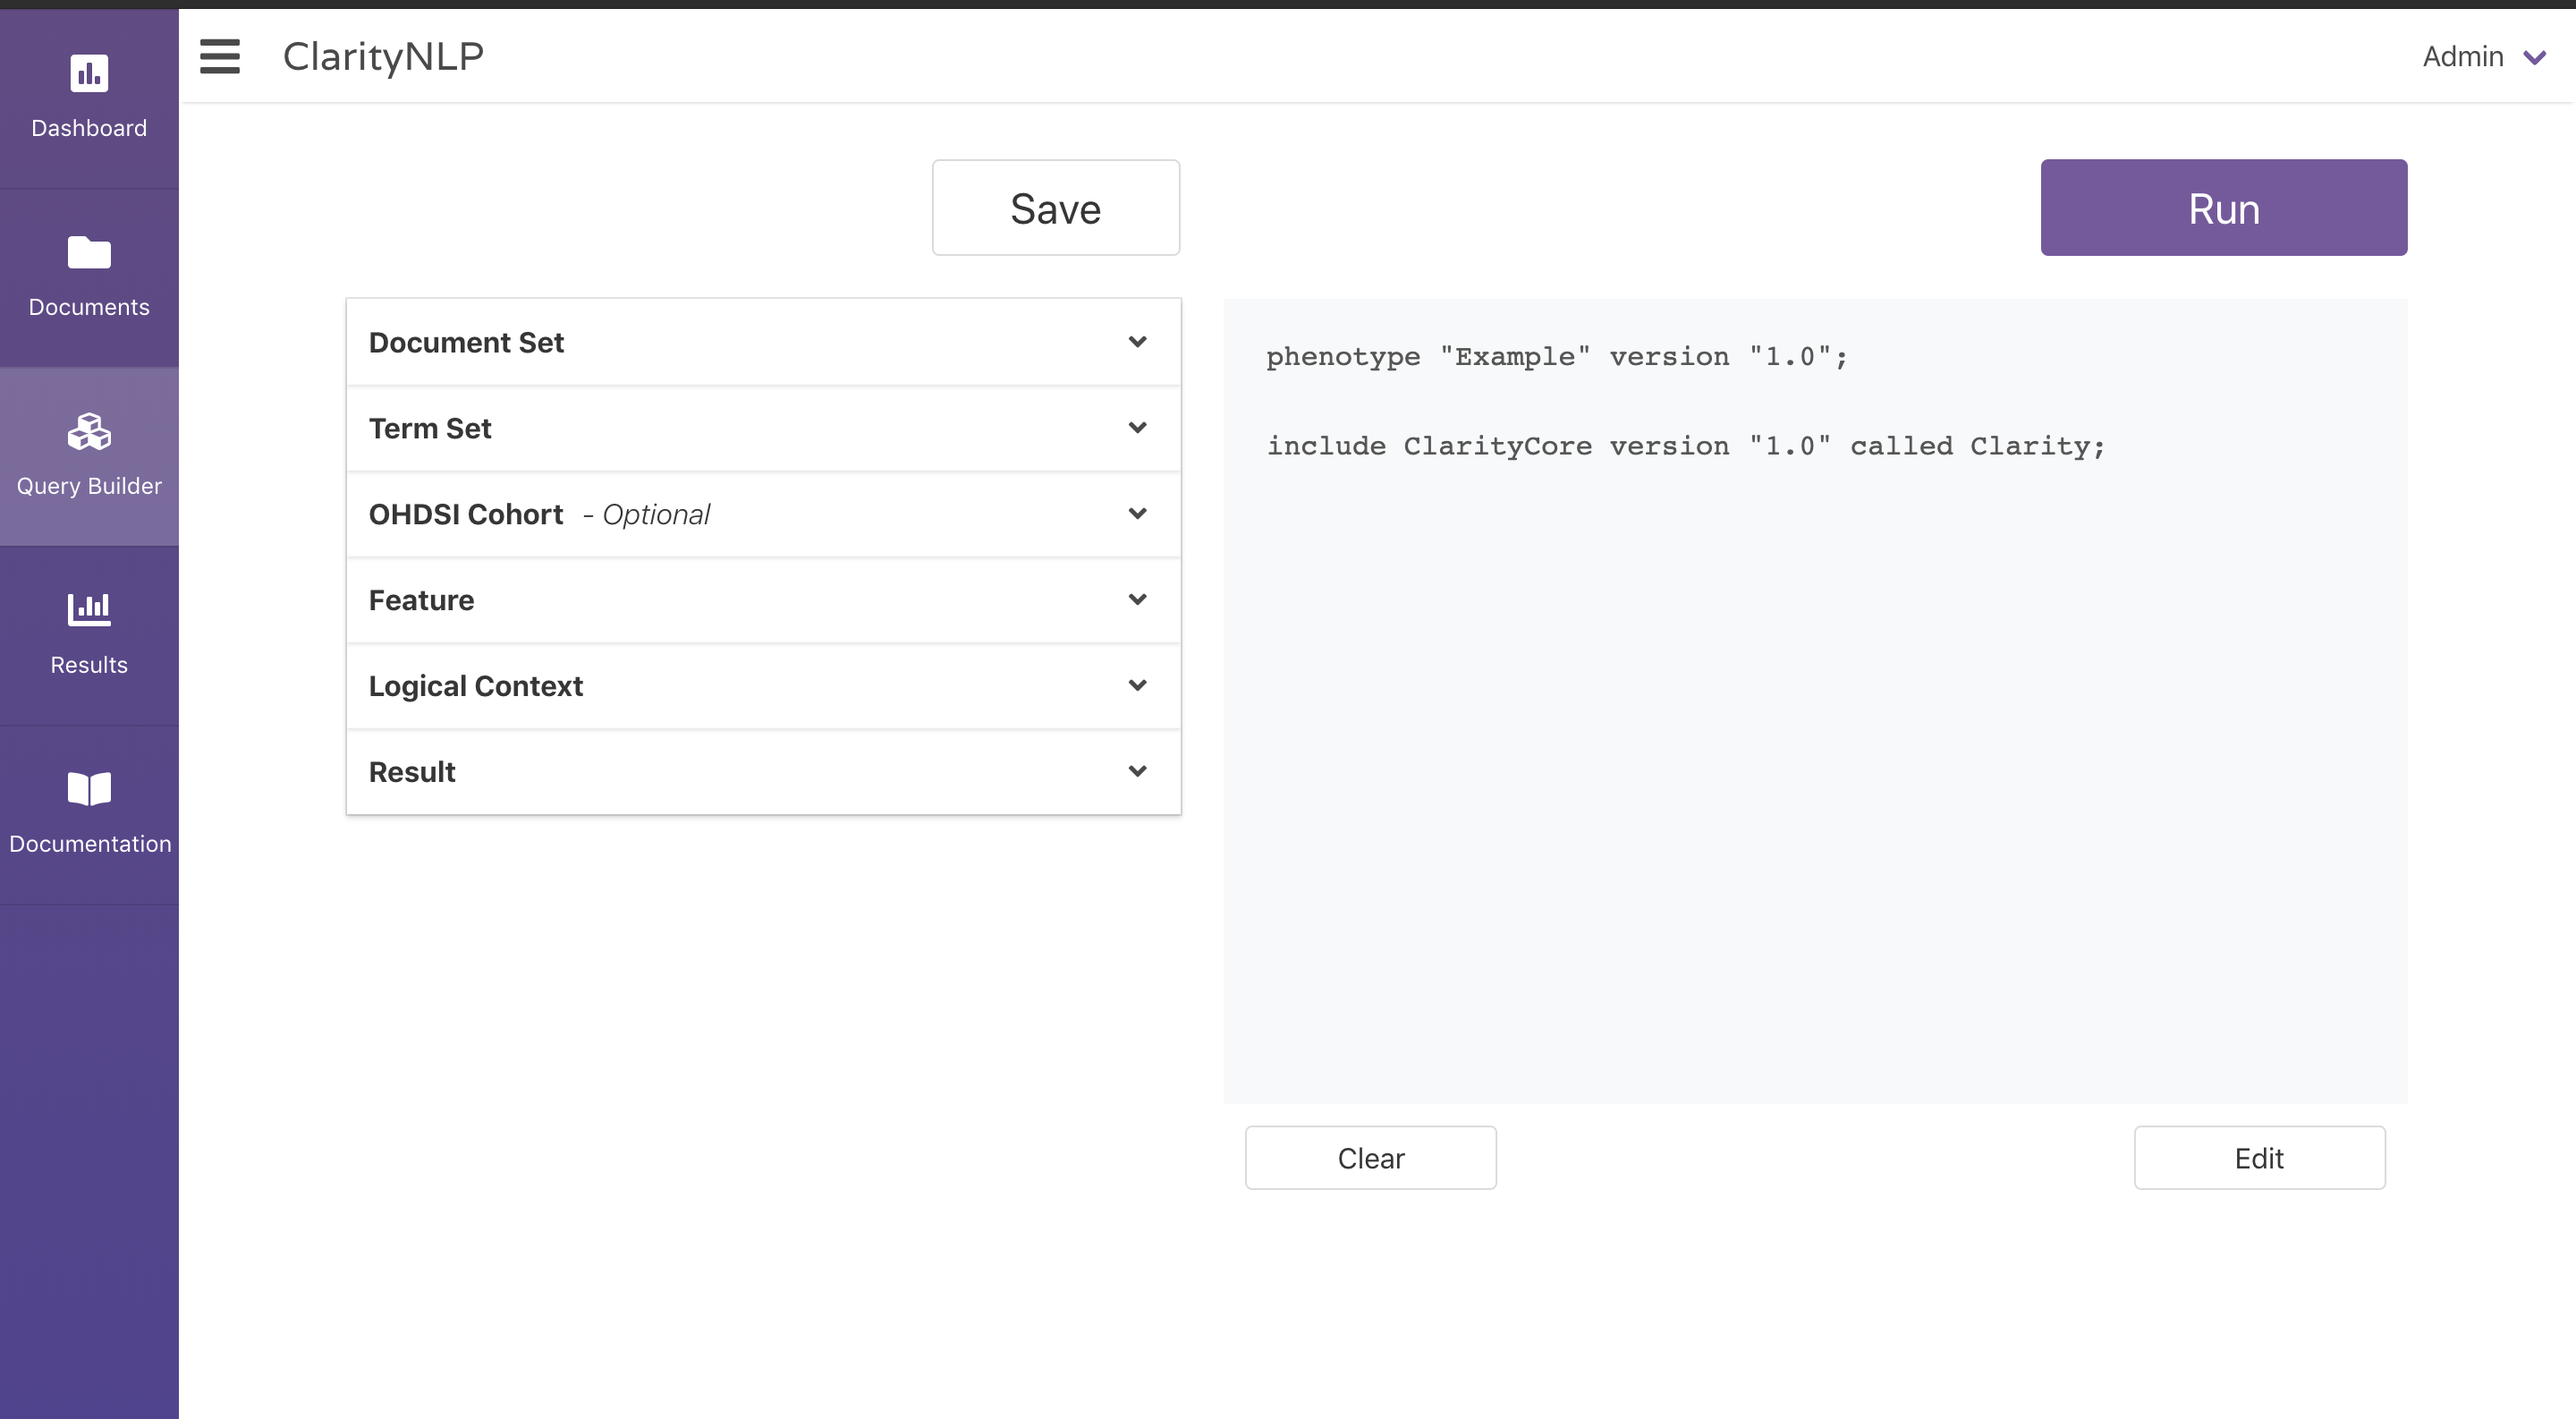 ClarityNLP
Admin
Dashboard
Documents
Query Builder
Results
Documentation
Save
Run
Document Set
Term Set
OHDSI Cohort - Optional
Feature
Logical Context
Result
phenotype "Example" version "1.0";
include ClarityCore version "1.0" called Clarity;
Clear
Edit